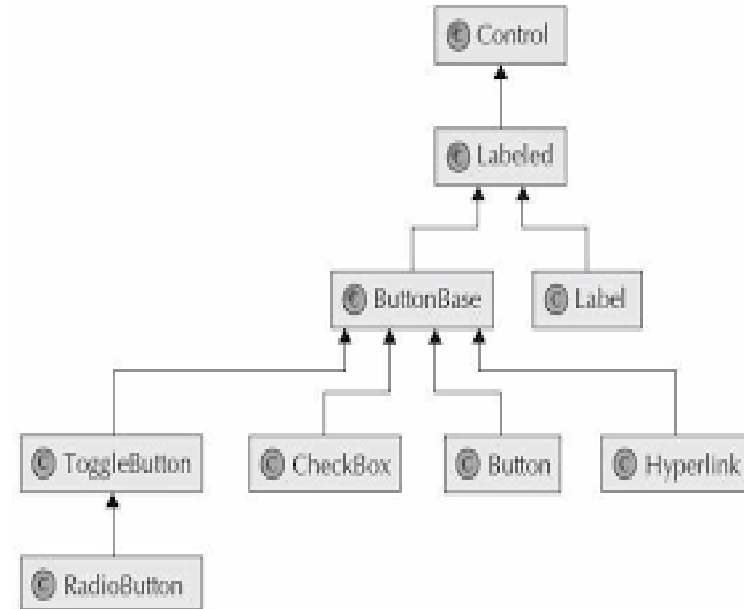 C Control
C Labeled
C ButtonBase
C Label
C ToggleButton
C CheckBox
C Button
C Hyperlink
C RadioButton